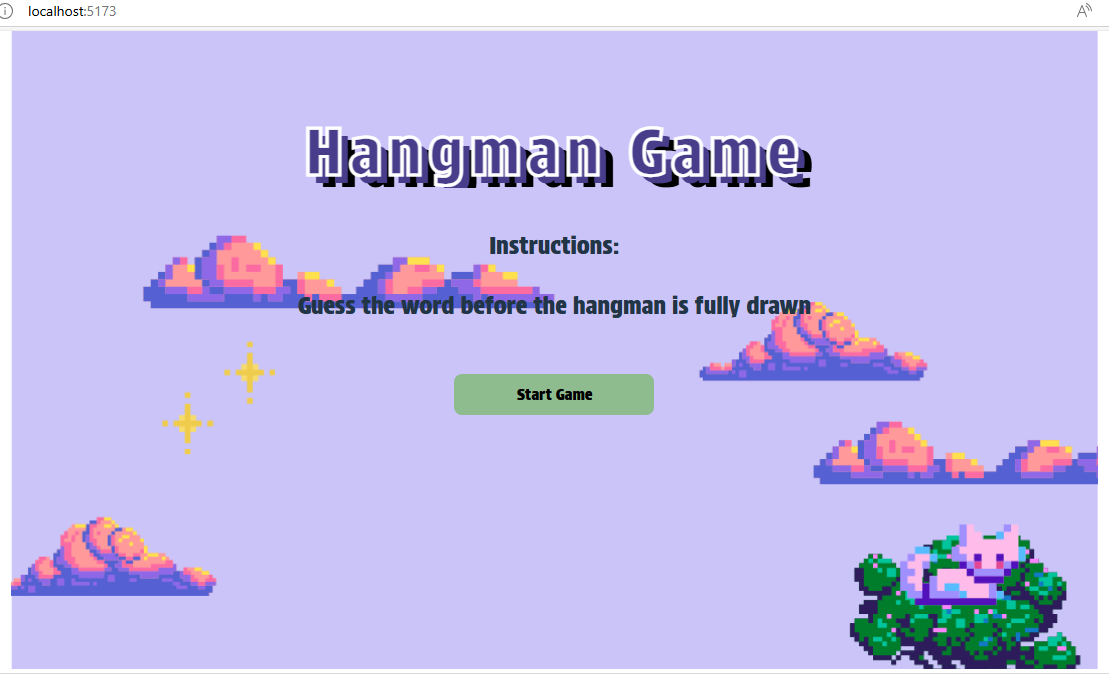 localhost:5173
A
Hangman Game
Instructions:
Guess the word before the hangman is fully drawn
Start Game